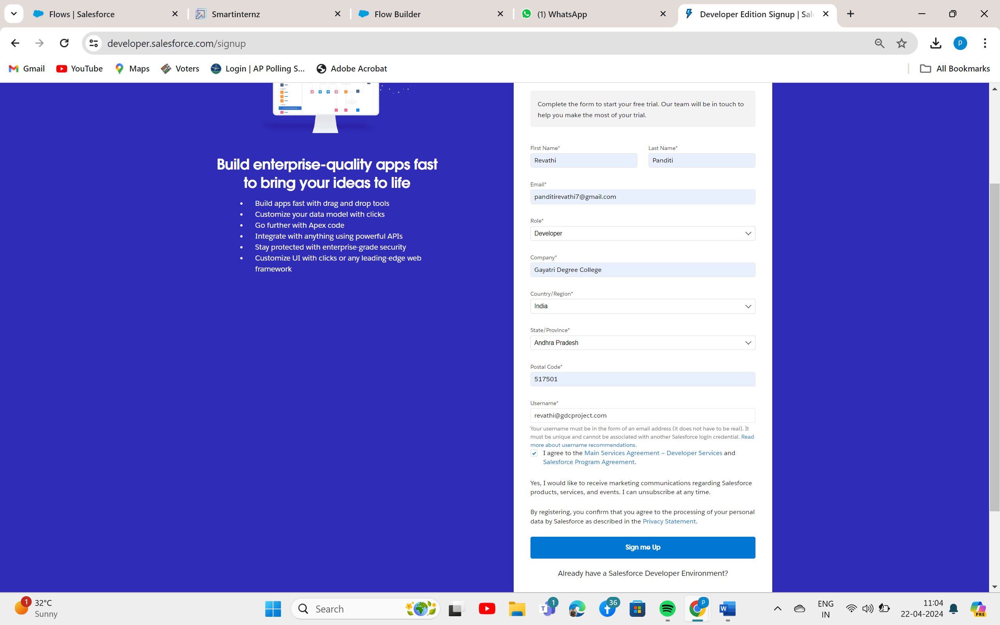 Flows | Salesforce
Smartinternz
Flow Builder
(1) WhatsApp
Developer Edition Signup | Sal
developer.salesforce.com/signup
P
Gmail
YouTube
Maps
Voters
Login | AP Polling S...
Adobe Acrobat
All Bookmarks
Build enterprise-quality apps fast
to bring your ideas to life
• Build apps fast with drag and drop tools
• Customize your data model with clicks
• Go further with Apex code
• Integrate with anything using powerful APIs
• Stay protected with enterprise-grade security
• Customize UI with clicks or any leading-edge web
framework
Complete the form to start your free trial. Our team will be in touch to
help you make the most of your trial.
First Name* Last Name*
Revathi Panditi
Email*
panditirevathi7@gmail.com
Role*
Developer
Company*
Gayatri Degree College
Country/Region*
India
State/Province*
Andhra Pradesh
Postal Code*
517501
Username*
revathi@gdcproject.com
Your username must be in the form of an email address (it does not have to be real). It
must be unique and cannot be associated with another Salesforce login credential. Read
more about username recommendations.
I agree to the Main Services Agreement – Developer Services and
Salesforce Program Agreement.
Yes, I would like to receive marketing communications regarding Salesforce
products, services, and events. I can unsubscribe at any time.
By registering, you confirm that you agree to the processing of your personal
data by Salesforce as described in the Privacy Statement.
Sign me Up
Already have a Salesforce Developer Environment?
1
32°C
Sunny
Search
1
T
36
P
W
ENG
IN
11:04
22-04-2024
PRE